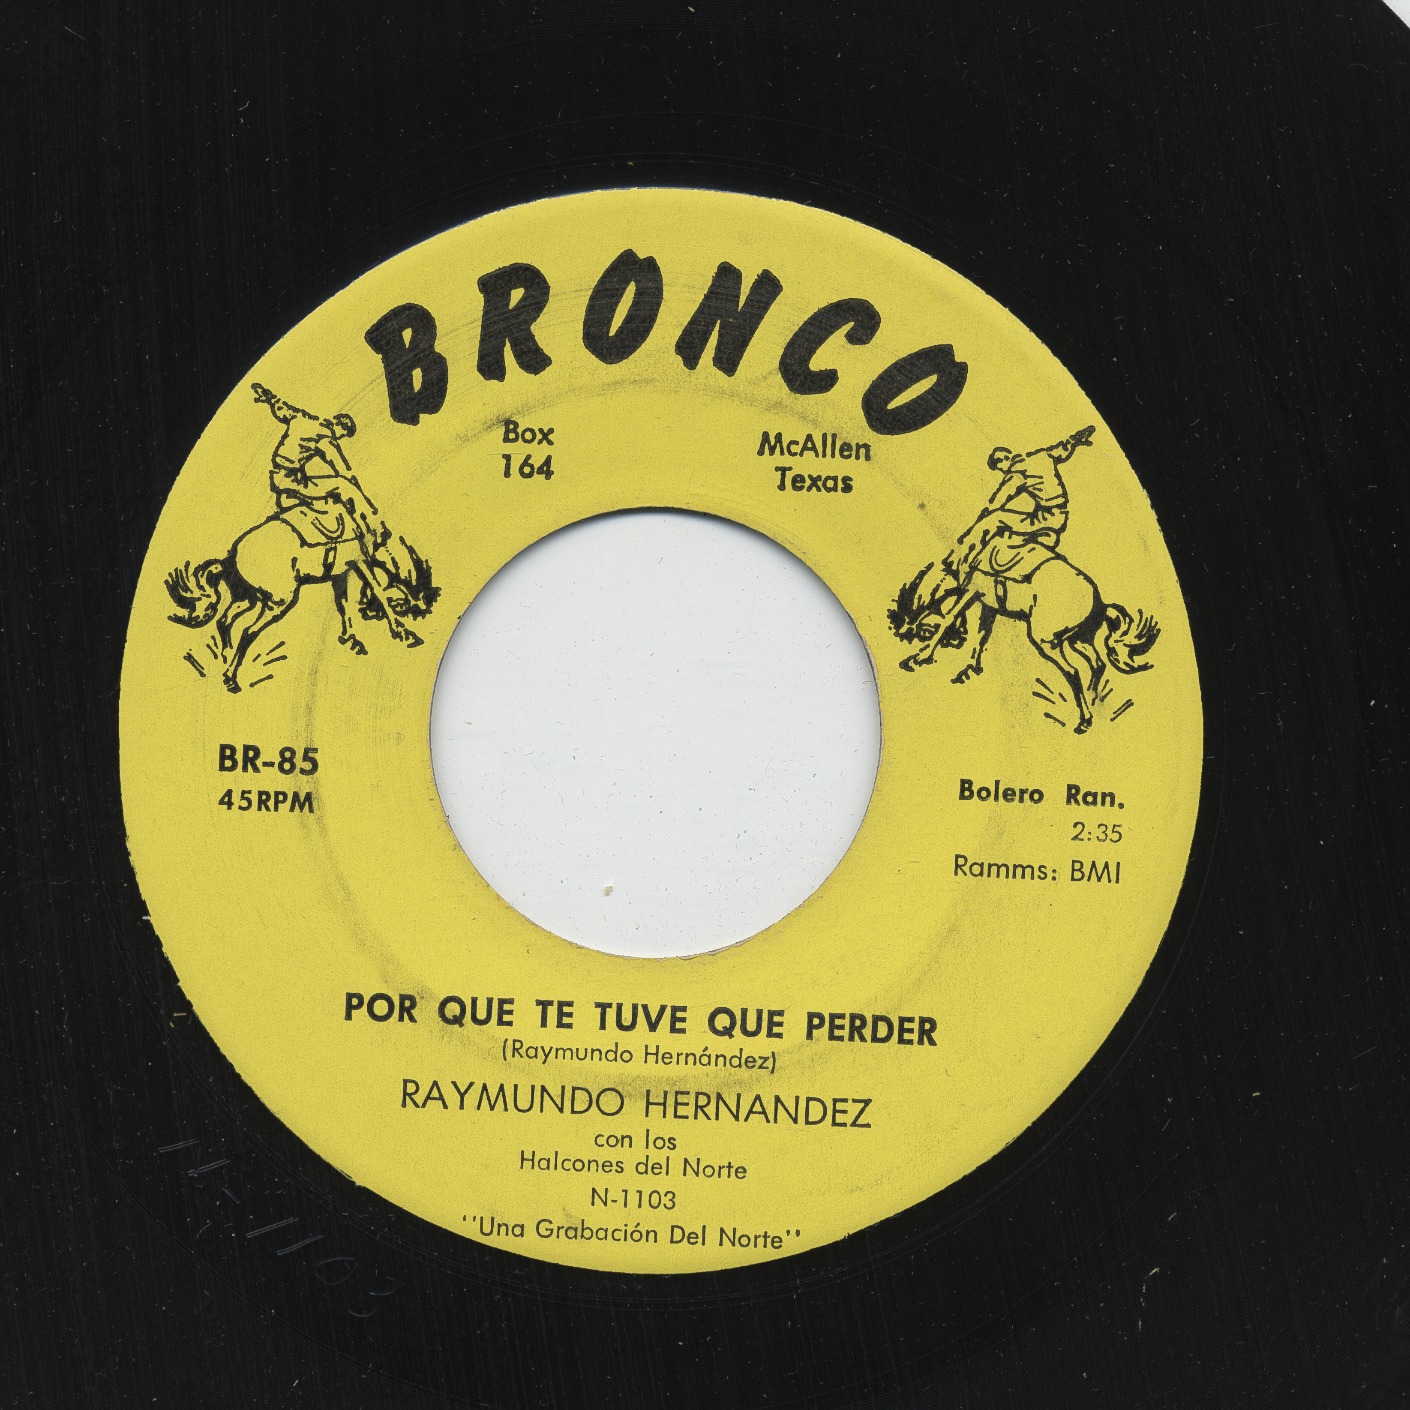 BRONCO
Box
164
McAllen
Texas
BR-85
45RPM
Bolero Ran.
2:35
Ramms: BMI
POR QUE TE TUVE QUE PERDER
(Raymundo Hernández)
RAYMUNDO HERNANDEZ
con los
Halcones del Norte
N-1103
''Una Grabación Del Norte''
N-1103